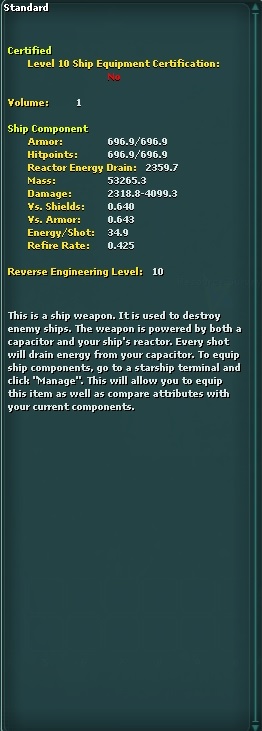 Standard
Certified
Level 10 Ship Equipment Certification:
No
Volume: 1
Ship Component
Armor: 696.9/696.9
Hitpoints: 696.9/696.9
Reactor Energy Drain: 2359.7
Mass: 53265.3
Damage: 2318.8-4099.3
Vs. Shields: 0.640
Vs. Armor: 0.643
Energy/Shot: 34.9
Refire Rate: 0.425
Reverse Engineering Level: 10
This is a ship weapon. It is used to destroy
enemy ships. The weapon is powered by both a
capacitor and your ship's reactor. Every shot
will drain energy from your capacitor. To equip
ship components, go to a starship terminal and
click "Manage". This will allow you to equip
this item as well as compare attributes with
your current components.